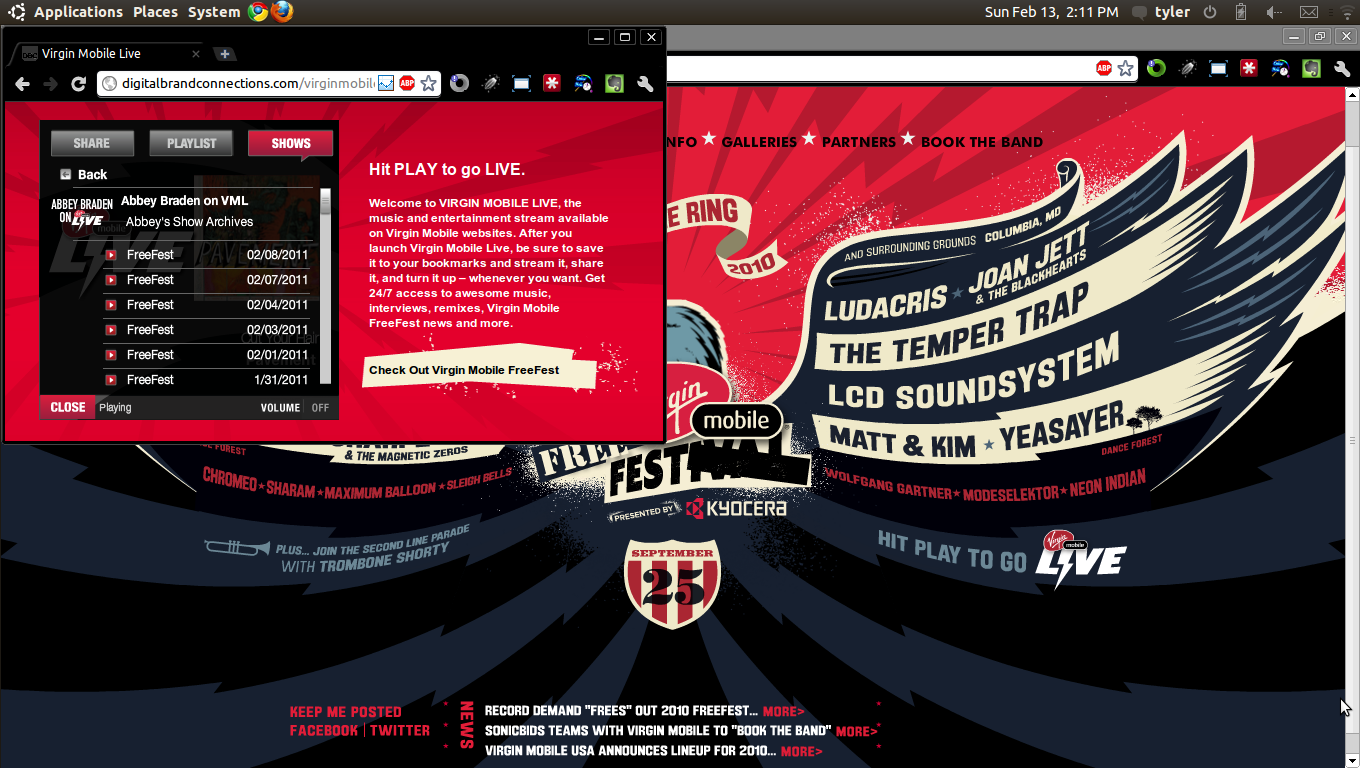 Applications Places System
Sun Feb 13, 2:11 PM tyler
Virgin Mobile Live
digitalbrandconnections.com/virginmobil
ABP
ABP
SHARE PLAYLIST SHOWS
Back
ABBEY BRADEN
ON LIVE
Abbey Braden on VML
Abbey's Show Archives
FreeFest 02/08/2011
FreeFest 02/07/2011
FreeFest 02/04/2011
FreeFest 02/03/2011
FreeFest 02/01/2011
FreeFest 1/31/2011
CLOSE Playing VOLUME OFF
Hit PLAY to go LIVE.
Welcome to VIRGIN MOBILE LIVE, the
music and entertainment stream available
on Virgin Mobile websites. After you
launch Virgin Mobile Live, be sure to save
it to your bookmarks and stream it, share
it, and turn it up – whenever you want. Get
24/7 access to awesome music,
interviews, remixes, Virgin Mobile
FreeFest news and more.
Check Out Virgin Mobile FreeFest
NFO GALLERIES PARTNERS BOOK THE BAND
E RING
2010
AND SURROUNDING GROUNDS COLUMBIA, MD
LUDACRIS JOAN JETT
& THE BLACKHEARTS
THE TEMPER TRAP
LCD SOUNDSYSTEM
MATT & KIM YEASAYER
DANCE FOREST
WOLFGANG GARTNER MODESELEKTOR NEON INDIAN
gin
mobile
FREE
FESTIVAL
PRESENTED BY KYOCERA
& THE MAGNETIC ZEROS
FOREST
CHROMEO SHARAM MAXIMUM BALLOON SLEIGH BELLS
PLUS... JOIN THE SECOND LINE PARADE
WITH TROMBONE SHORTY
HIT PLAY TO GO Virgin mobile LIVE
SEPTEMBER
25
KEEP ME POSTED
FACEBOOK | TWITTER
NEWS
RECORD DEMAND "FREES" OUT 2010 FREEFEST... MORE>
SONICBIDS TEAMS WITH VIRGIN MOBILE TO "BOOK THE BAND" MORE>
VIRGIN MOBILE USA ANNOUNCES LINEUP FOR 2010... MORE>